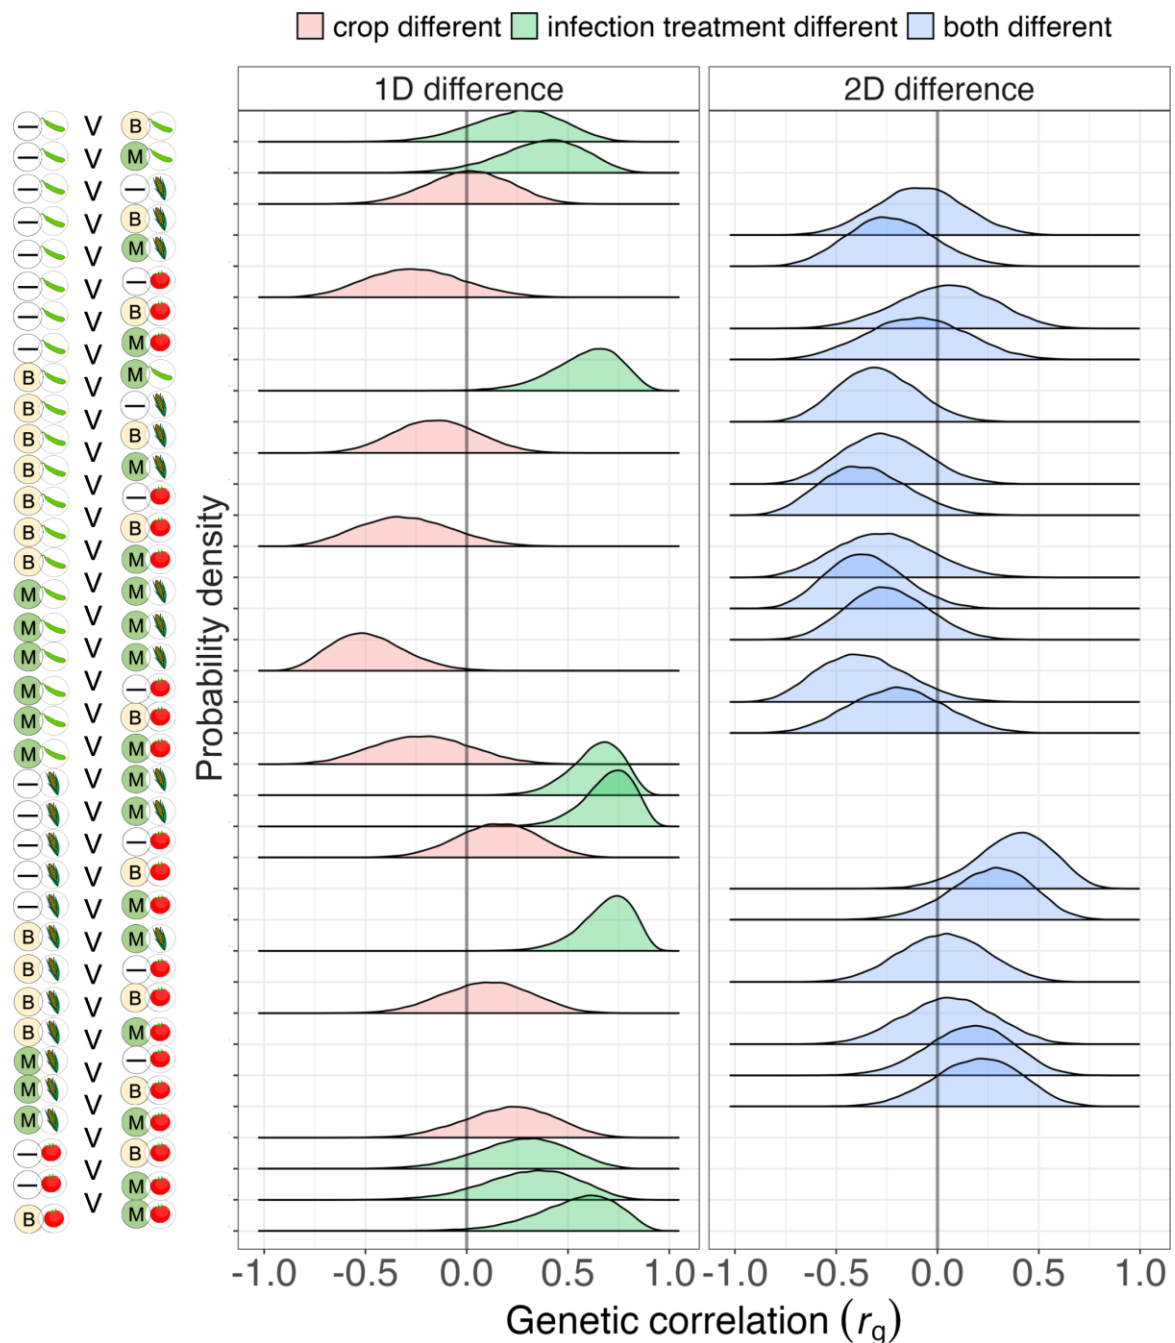 crop different infection treatment different both different
1D difference 2D difference
— V B
— V M
— V —
— V B
— V M
— V —
— V B
— V M
B V M
B V —
B V B
B V M
B V —
B V B
B V M
M V M
M V M
M V M
M V —
M V B
M V M
— V M
— V M
— V —
— V B
— V M
B V M
B V —
B V B
B V M
M V —
M V B
M V M
— V B
— V M
B V M
Probability density
-1.0 -0.5 0.0 0.5 1.0 -1.0 -0.5 0.0 0.5 1.0
Genetic correlation (rg)